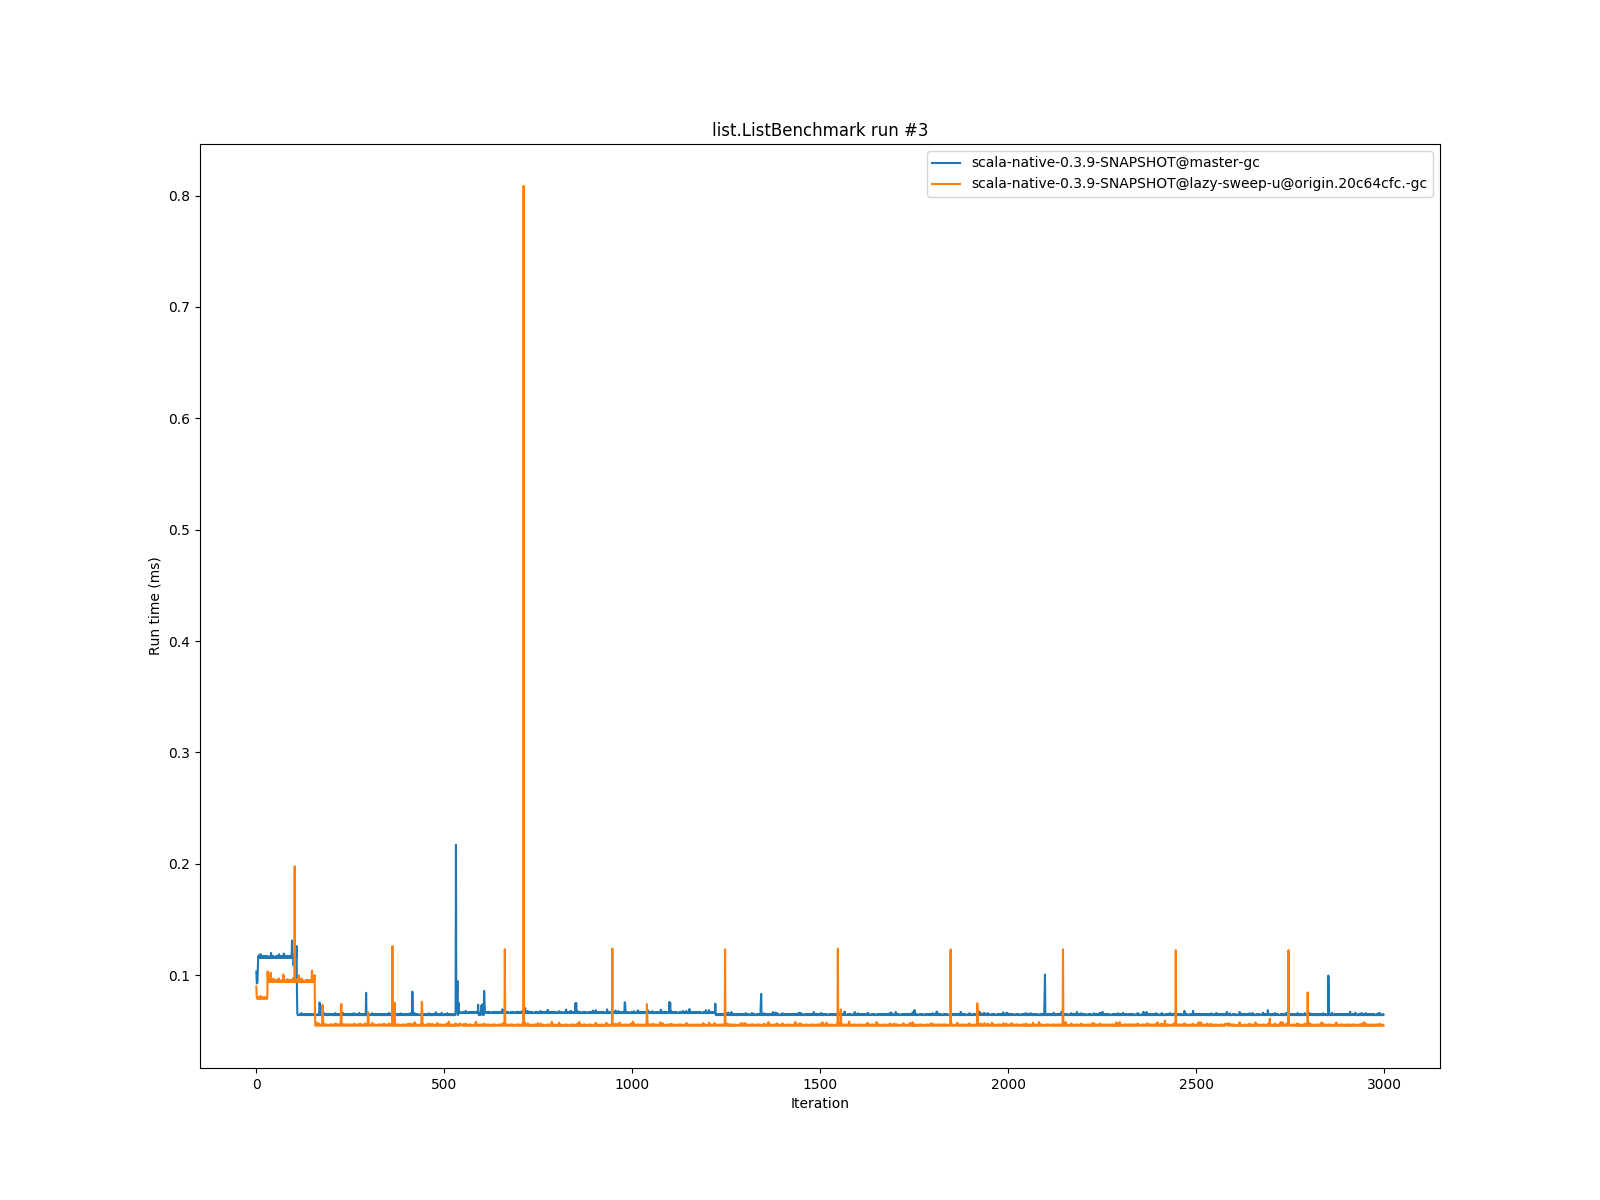 list.ListBenchmark run #3
scala-native-0.3.9-SNAPSHOT@master-gc
scala-native-0.3.9-SNAPSHOT@lazy-sweep-u@origin.20c64cfc.-gc
0.8
0.7
0.6
0.5
0.4
0.3
0.2
0.1
Run time (ms)
0 500 1000 1500 2000 2500 3000
Iteration